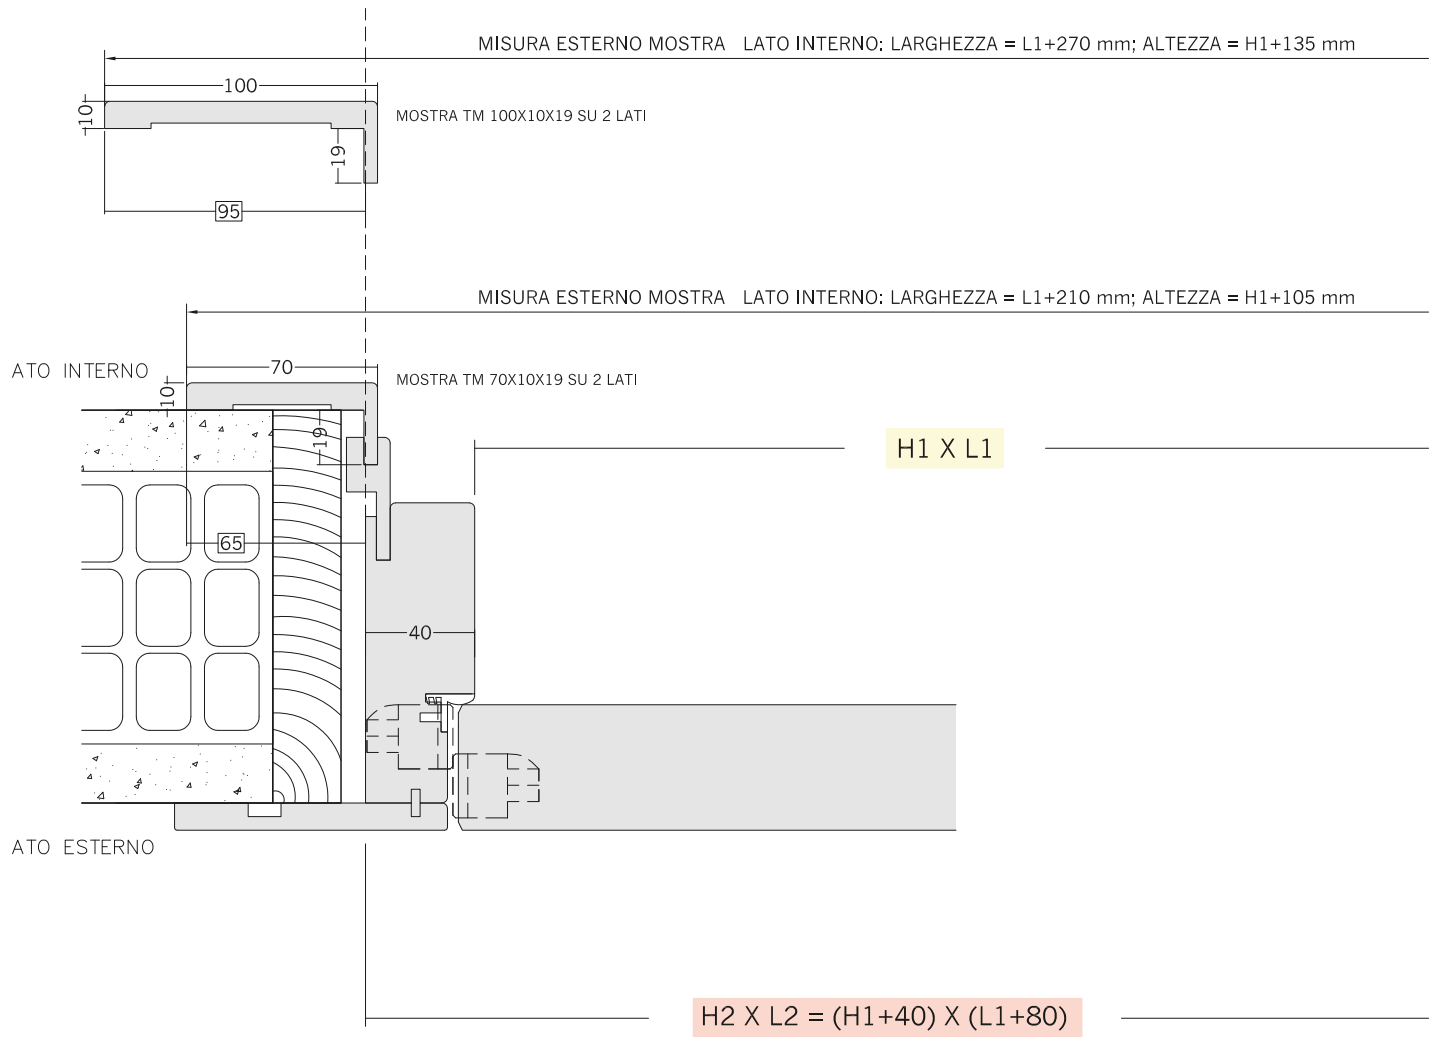 MISURA ESTERNO MOSTRA LATO INTERNO: LARGHEZZA = L1+270 mm; ALTEZZA = H1+135 mm
100
10
MOSTRA TM 100X10X19 SU 2 LATI
19
95
MISURA ESTERNO MOSTRA LATO INTERNO: LARGHEZZA = L1+210 mm; ALTEZZA = H1+105 mm
ATO INTERNO
70
10
MOSTRA TM 70X10X19 SU 2 LATI
19
H1 X L1
65
40
ATO ESTERNO
H2 X L2 = (H1+40) X (L1+80)